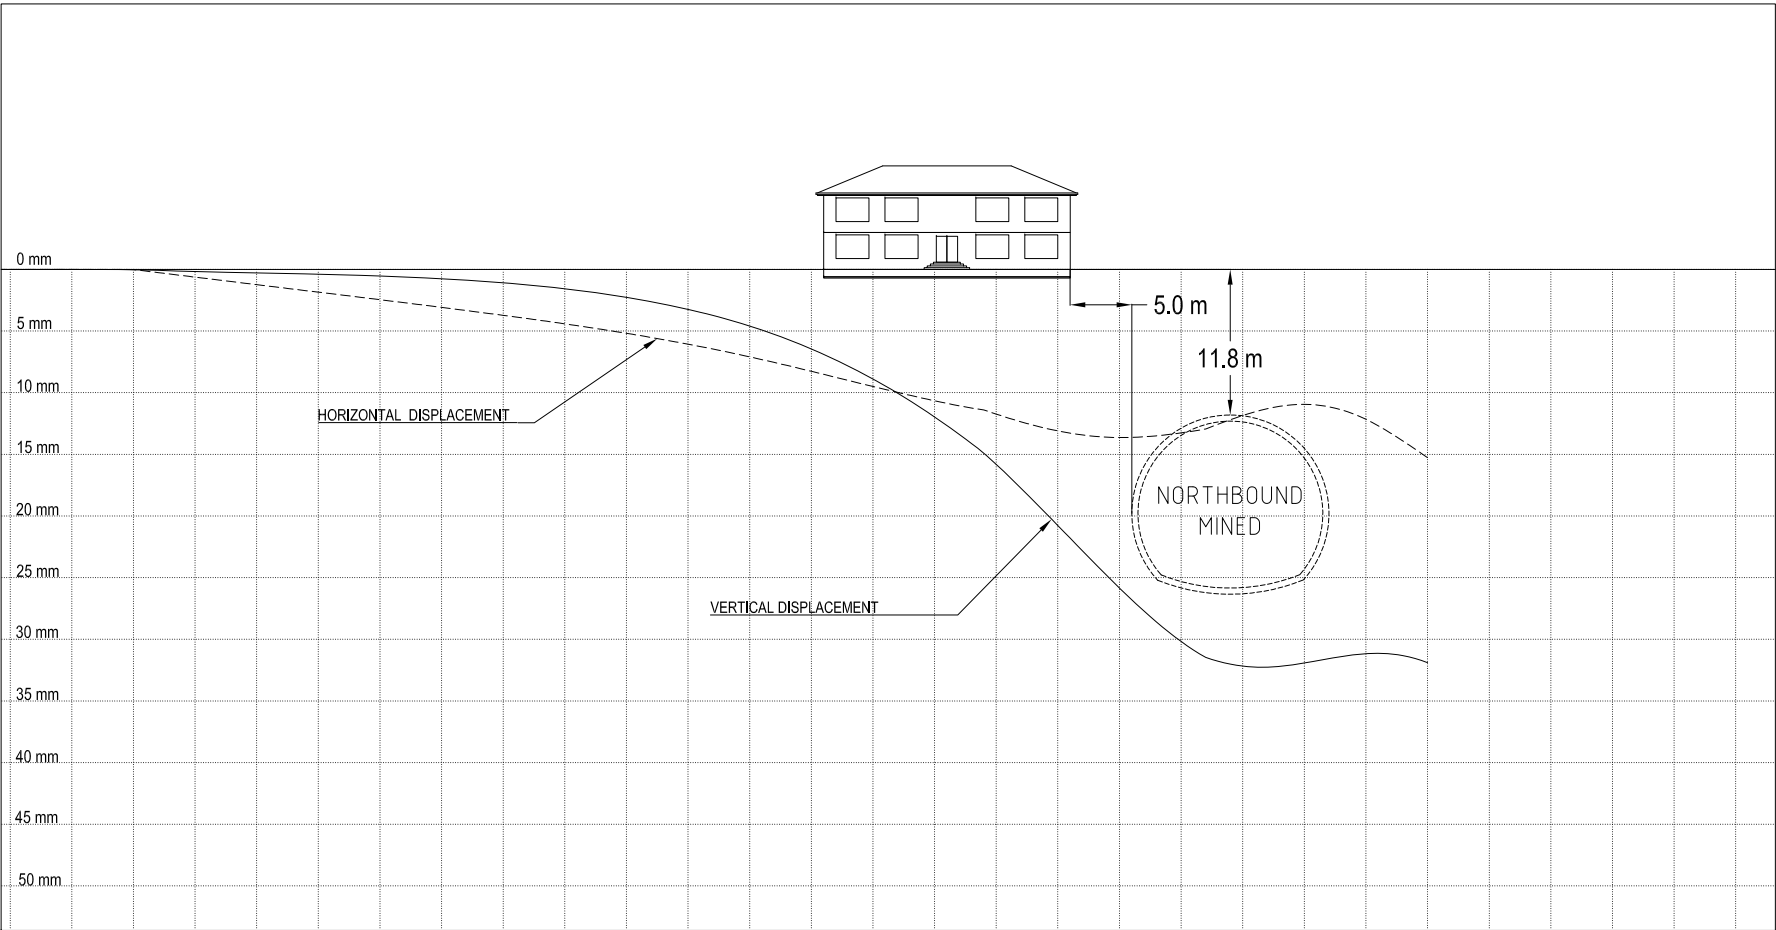 0 mm
5.0 m
5 mm
11.8 m
10 mm
HORIZONTAL DISPLACEMENT
15 mm
NORTHBOUND
MINED
20 mm
25 mm
VERTICAL DISPLACEMENT
30 mm
35 mm
40 mm
45 mm
50 mm